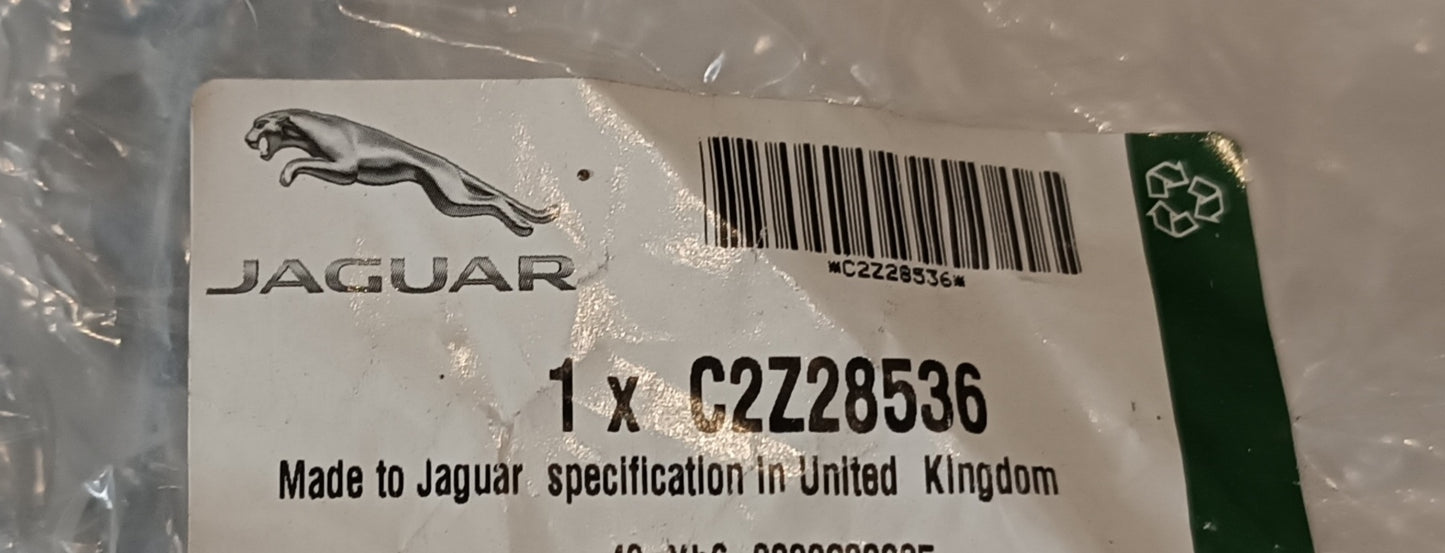 JAGUAR
*C2Z28536*
1 x C2Z28536
Made to Jaguar specification in United Kingdom